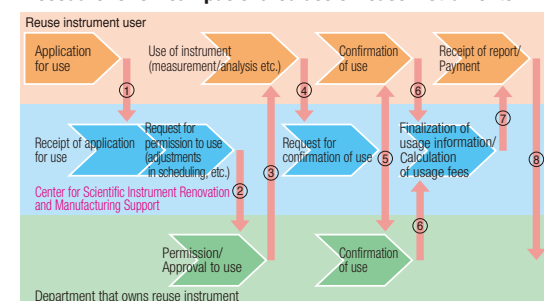 Reuse instrument user
Application
for use
Use of instrument
(measurement/analysis etc.)
Confirmation
of use
Receipt of report/
Payment
①
④
⑥
⑦
Receipt of application
for use
Request for
permission to use
(adjustments
in scheduling, etc.)
Request for
confirmation of use
Finalization of
usage information/
Calculation
of usage fees
②
③
⑤
⑧
Center for Scientific Instrument Renovation
and Manufacturing Support
⑥
Permission/
Approval to use
Confirmation
of use
Department that owns reuse instrument